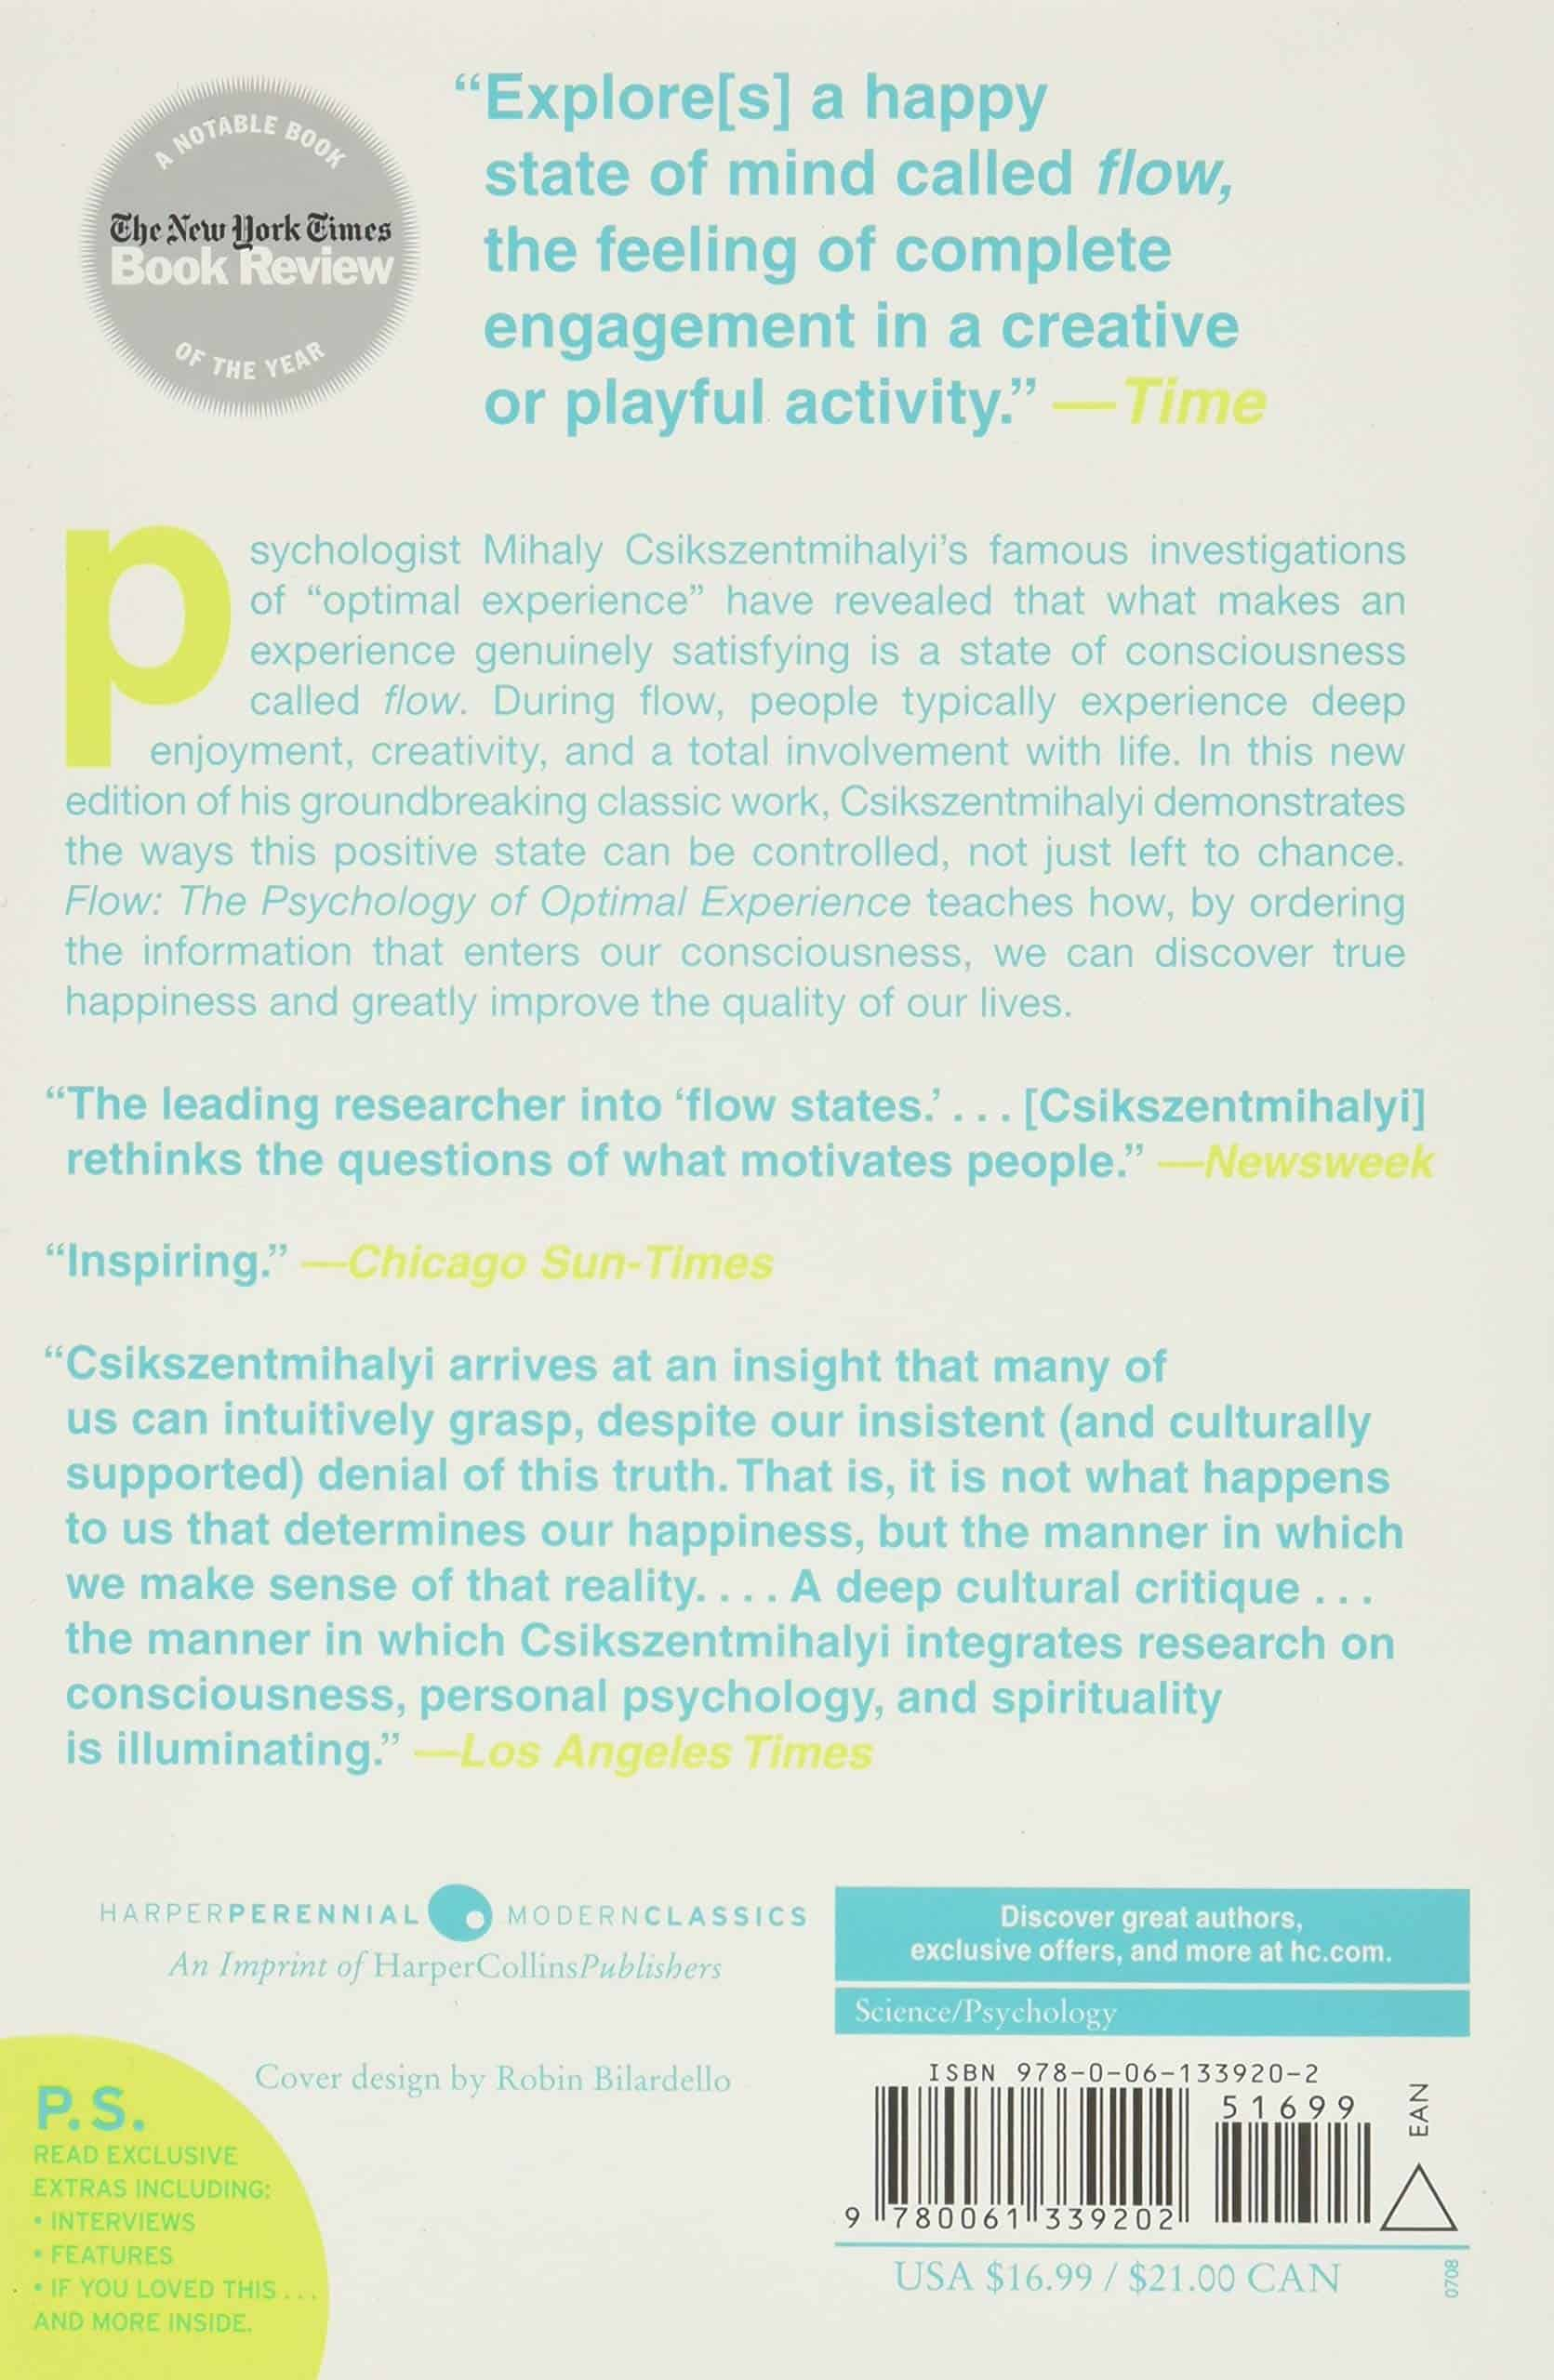 A NOTABLE BOOK
The New York Times
Book Review
OF THE YEAR
“Explore[s] a happy
state of mind called flow,
the feeling of complete
engagement in a creative
or playful activity.” —Time
psychologist Mihaly Csikszentmihalyi’s famous investigations
of “optimal experience” have revealed that what makes an
experience genuinely satisfying is a state of consciousness
called flow. During flow, people typically experience deep
enjoyment, creativity, and a total involvement with life. In this new
edition of his groundbreaking classic work, Csikszentmihalyi demonstrates
the ways this positive state can be controlled, not just left to chance.
Flow: The Psychology of Optimal Experience teaches how, by ordering
the information that enters our consciousness, we can discover true
happiness and greatly improve the quality of our lives.
“The leading researcher into ‘flow states.’ . . . [Csikszentmihalyi]
rethinks the questions of what motivates people.” —Newsweek
“Inspiring.” —Chicago Sun-Times
“Csikszentmihalyi arrives at an insight that many of
us can intuitively grasp, despite our insistent (and culturally
supported) denial of this truth. That is, it is not what happens
to us that determines our happiness, but the manner in which
we make sense of that reality. . . . A deep cultural critique . . .
the manner in which Csikszentmihalyi integrates research on
consciousness, personal psychology, and spirituality
is illuminating.” —Los Angeles Times
HARPERPERENNIAL MODERNCLASSICS
An Imprint of HarperCollinsPublishers
Cover design by Robin Bilardello
P.S.
READ EXCLUSIVE
EXTRAS INCLUDING:
• INTERVIEWS
• FEATURES
• IF YOU LOVED THIS . . .
AND MORE INSIDE.
Discover great authors,
exclusive offers, and more at hc.com.
Science/Psychology
ISBN 978-0-06-133920-2
51699
EAN
9 780061 339202
USA $16.99 / $21.00 CAN
0708